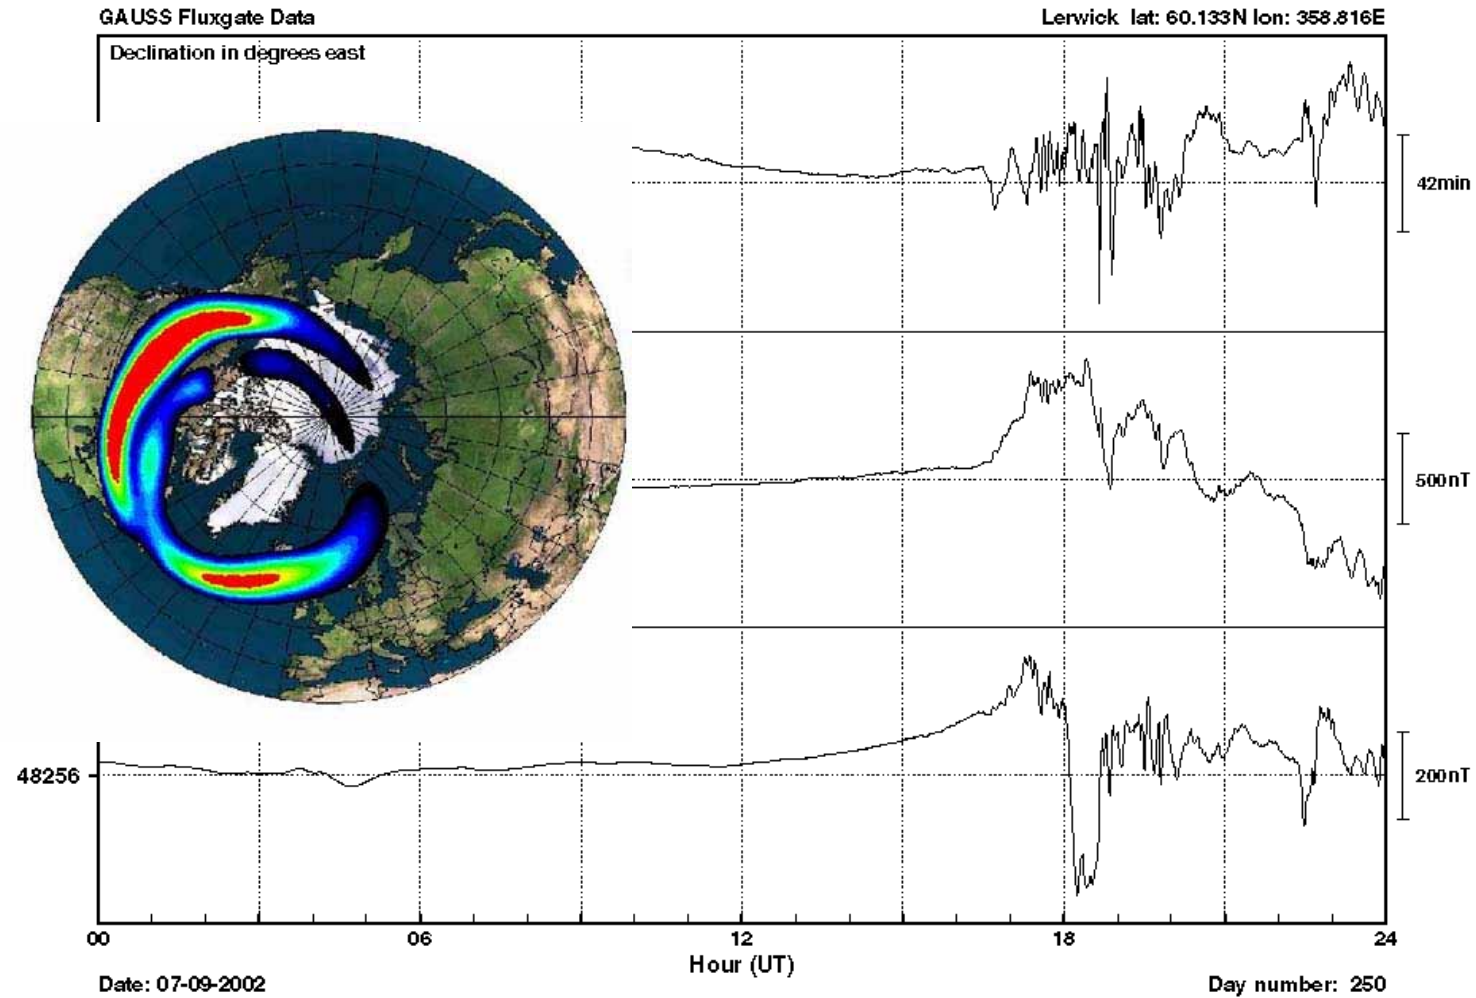 GAUSS Fluxgate Data Lerwick lat: 60.133N lon: 358.816E
Declination in degrees east
42min
500nT
48256 200nT
00 06 12 18 24
Hour (UT)
Date: 07-09-2002 Day number: 250